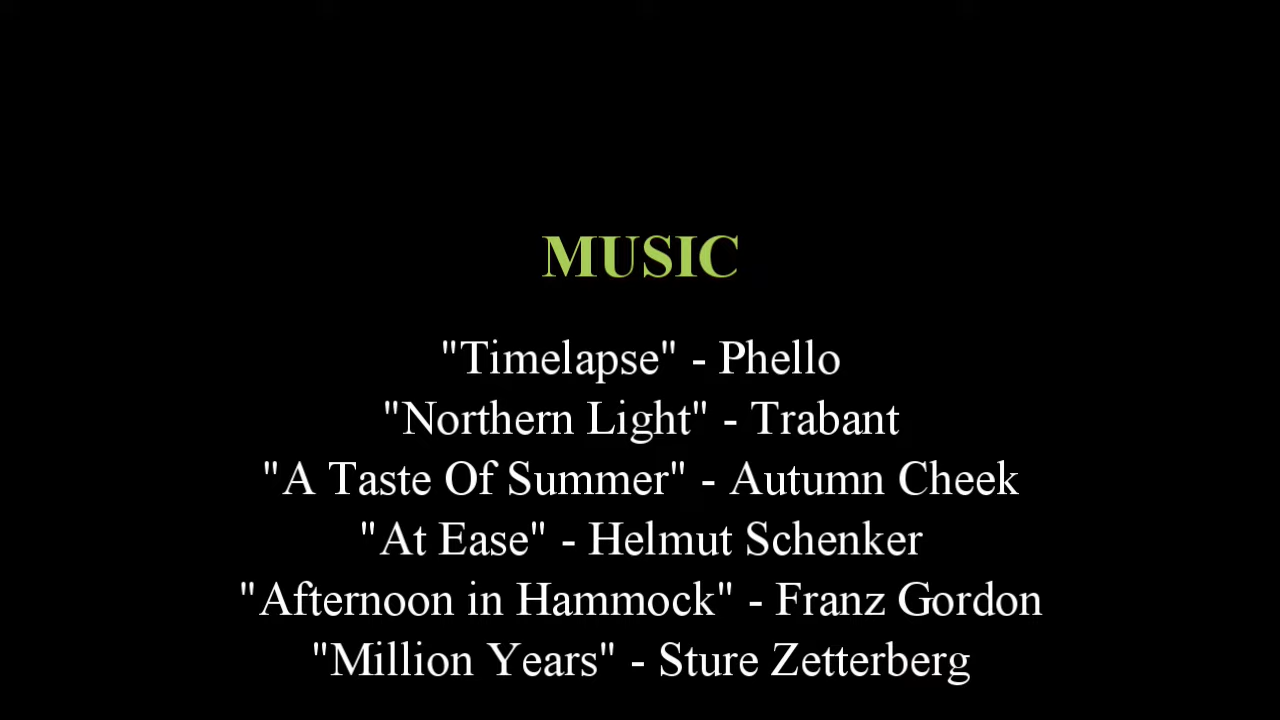 MUSIC
"Timelapse" - Phello
"Northern Light" - Trabant
"A Taste Of Summer" - Autumn Cheek
"At Ease" - Helmut Schenker
"Afternoon in Hammock" - Franz Gordon
"Million Years" - Sture Zetterberg